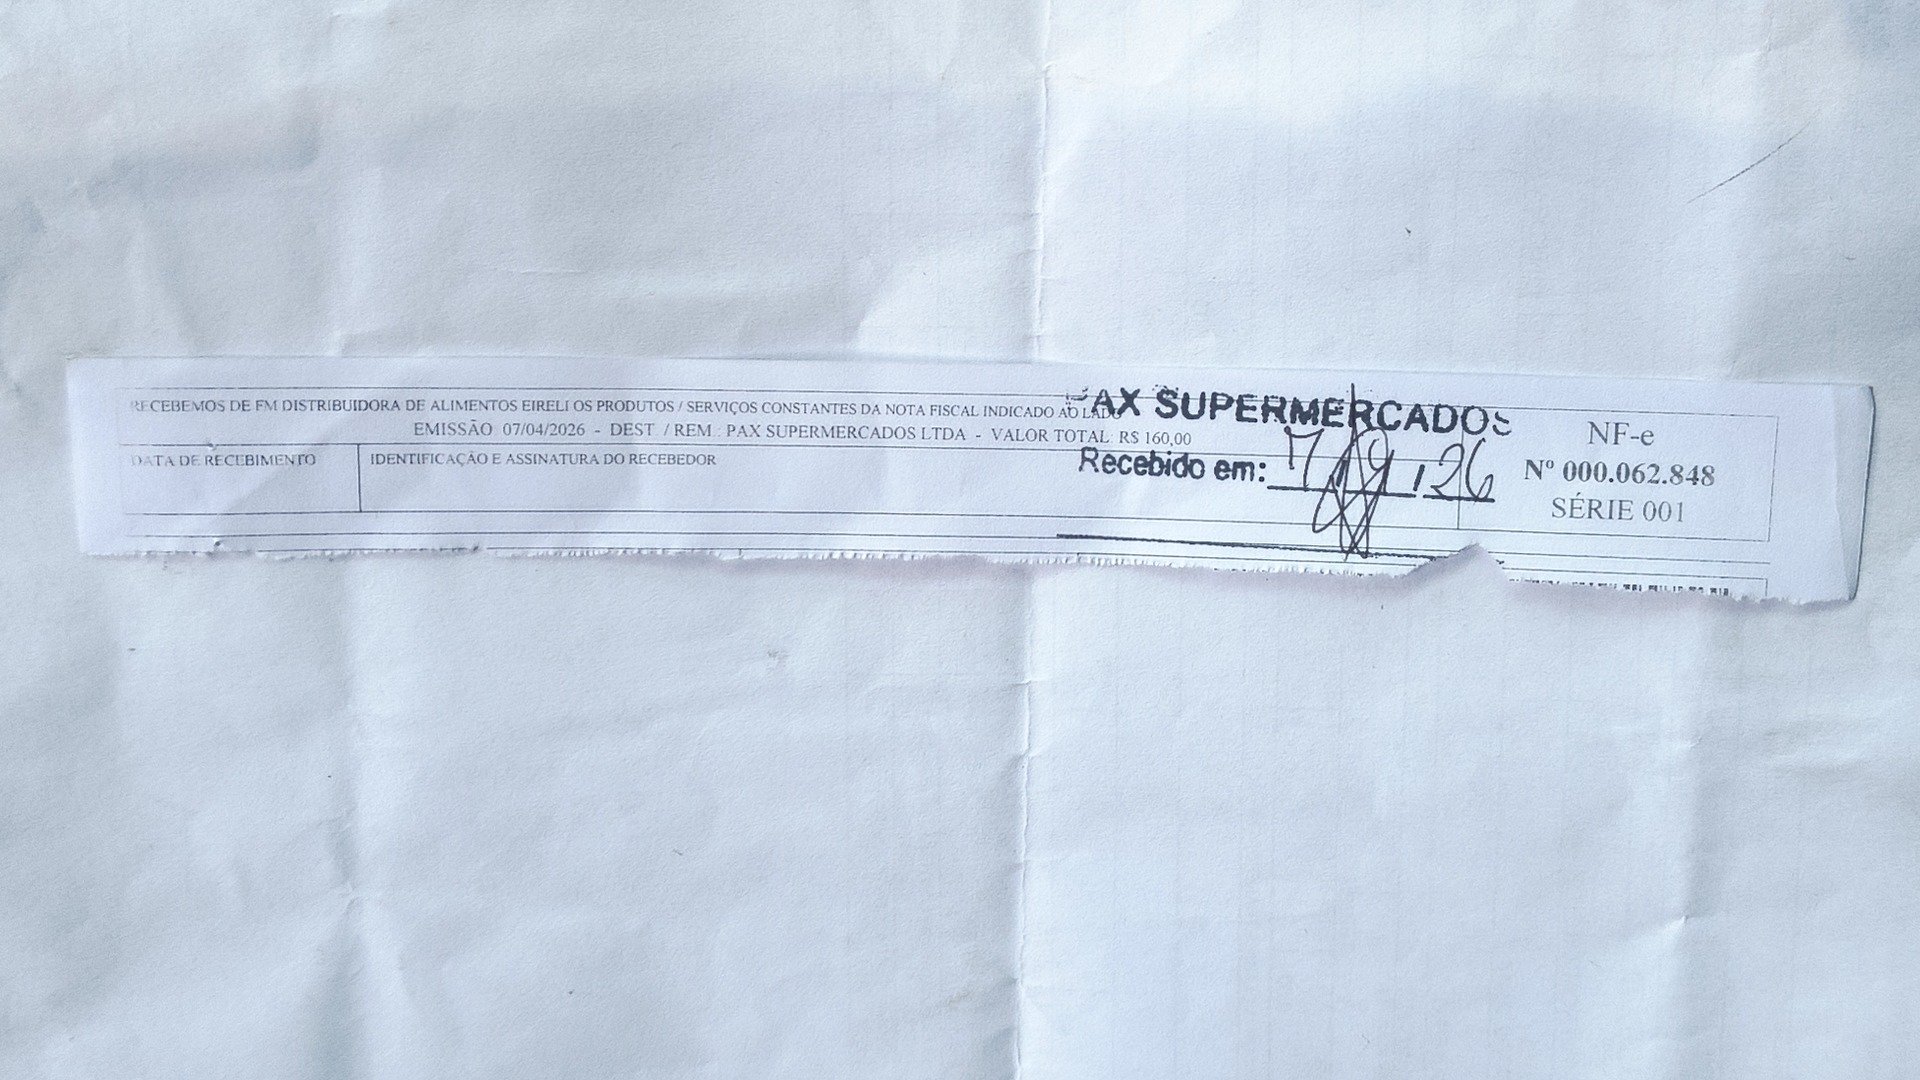 RECEBEMOS DE FM DISTRIBUIDORA DE ALIMENTOS EIRELI OS PRODUTOS / SERVIÇOS CONSTANTES DA NOTA FISCAL INDICADO AO LADO
EMISSÃO 07/04/2026 - DEST / REM.: PAX SUPERMERCADOS LTDA - VALOR TOTAL: R$ 160,00
DATA DE RECEBIMENTO
IDENTIFICAÇÃO E ASSINATURA DO RECEBEDOR
PAX SUPERMERCADOS
Recebido em: 7 / / 26
NF-e
Nº 000.062.848
SÉRIE 001